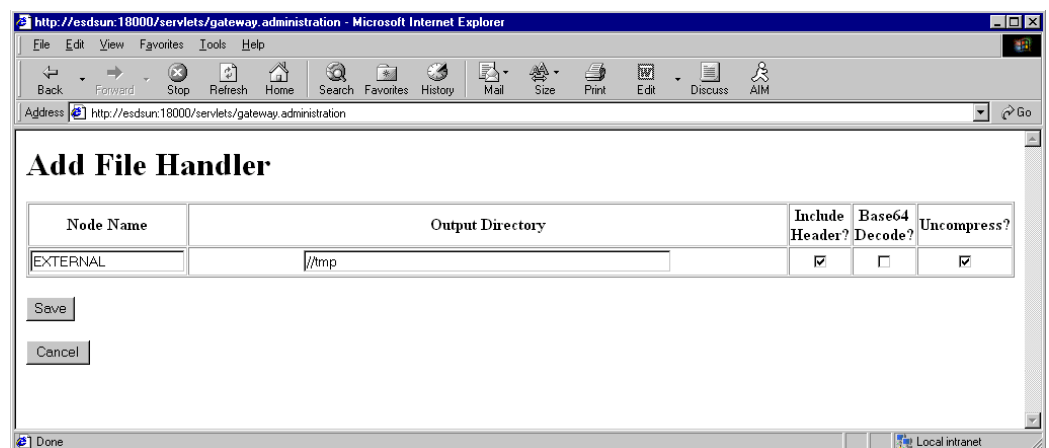 http://esdsun:18000/servlets/gateway.administration - Microsoft Internet Explorer
File Edit View Favorites Tools Help
Back Forward Stop Refresh Home Search Favorites History Mail Size Print Edit Discuss AIM
Address http://esdsun:18000/servlets/gateway.administration Go
Add File Handler
Node Name Output Directory Include Header? Base64 Decode? Uncompress?
EXTERNAL //tmp
Save
Cancel
Done Local intranet